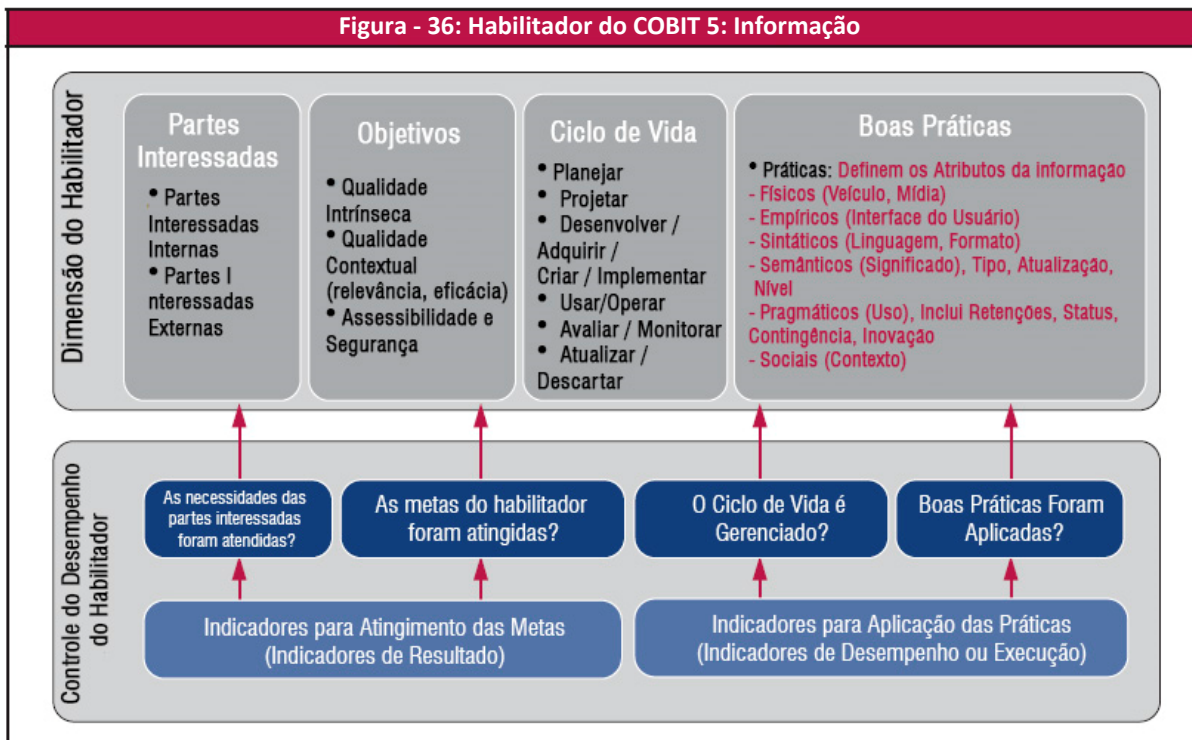 Figura - 36: Habilitador do COBIT 5: Informação
Dimensão do Habilitador
Partes
Interessadas
• Partes
Interessadas
Internas
• Partes I
nteressadas
Externas
Objetivos
• Qualidade
Intrínseca
• Qualidade
Contextual
(relevância, eficácia)
• Assessibilidade e
Segurança
Ciclo de Vida
• Planejar
• Projetar
• Desenvolver /
Adquirir /
Criar / Implementar
• Usar/Operar
• Avaliar / Monitorar
• Atualizar /
Descartar
Boas Práticas
• Práticas: Definem os Atributos da informação
- Físicos (Veículo, Mídia)
- Empíricos (Interface do Usuário)
- Sintáticos (Linguagem, Formato)
- Semânticos (Significado), Tipo, Atualização,
Nível
- Pragmáticos (Uso), Inclui Retenções, Status,
Contingência, Inovação
- Sociais (Contexto)
Controle do Desempenho
do Habilitador
As necessidades das
partes interessadas
foram atendidas?
As metas do habilitador
foram atingidas?
O Ciclo de Vida é
Gerenciado?
Boas Práticas Foram
Aplicadas?
Indicadores para Atingimento das Metas
(Indicadores de Resultado)
Indicadores para Aplicação das Práticas
(Indicadores de Desempenho ou Execução)